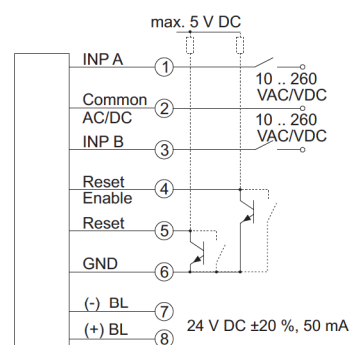 max. 5 V DC
INP A
1
10 .. 260
VAC/VDC
Common
AC/DC
2
10 .. 260
VAC/VDC
INP B
3
Reset
Enable
4
Reset
5
GND
6
(-) BL
7
24 V DC ±20 %, 50 mA
(+) BL
8